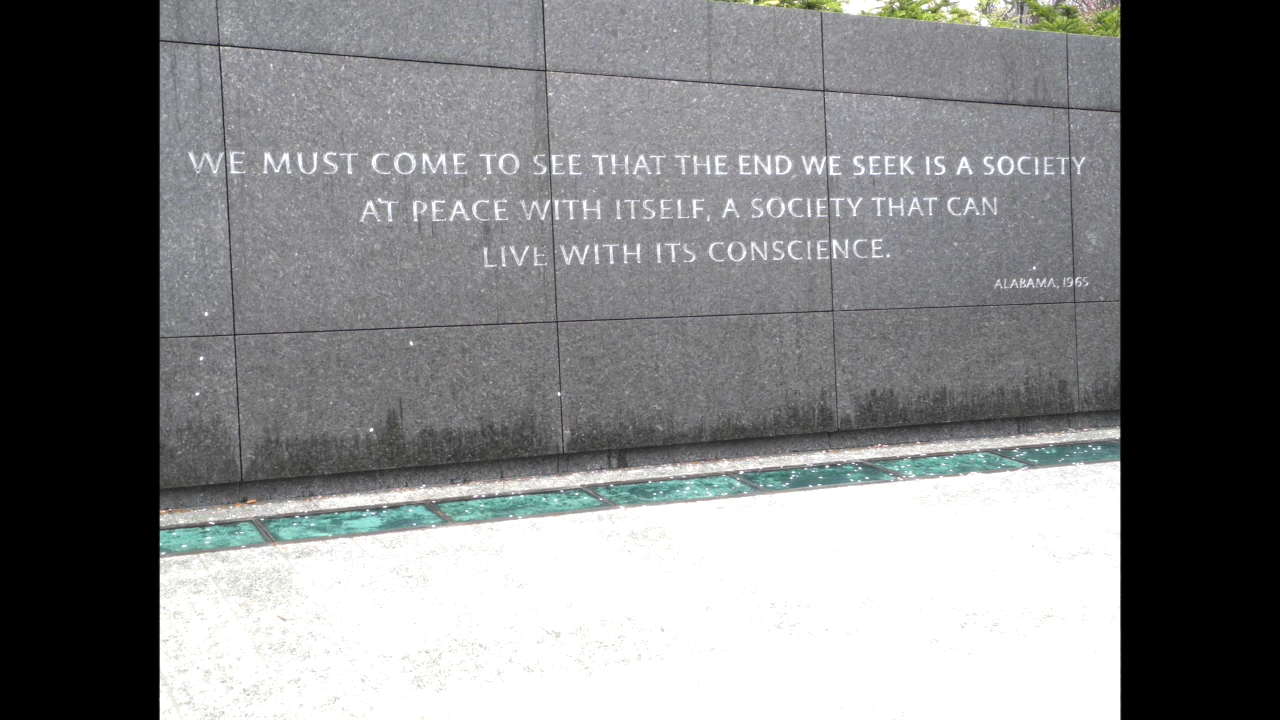 WE MUST COME TO SEE THAT THE END WE SEEK IS A SOCIETY
AT PEACE WITH ITSELF, A SOCIETY THAT CAN
LIVE WITH ITS CONSCIENCE.
ALABAMA, 1965